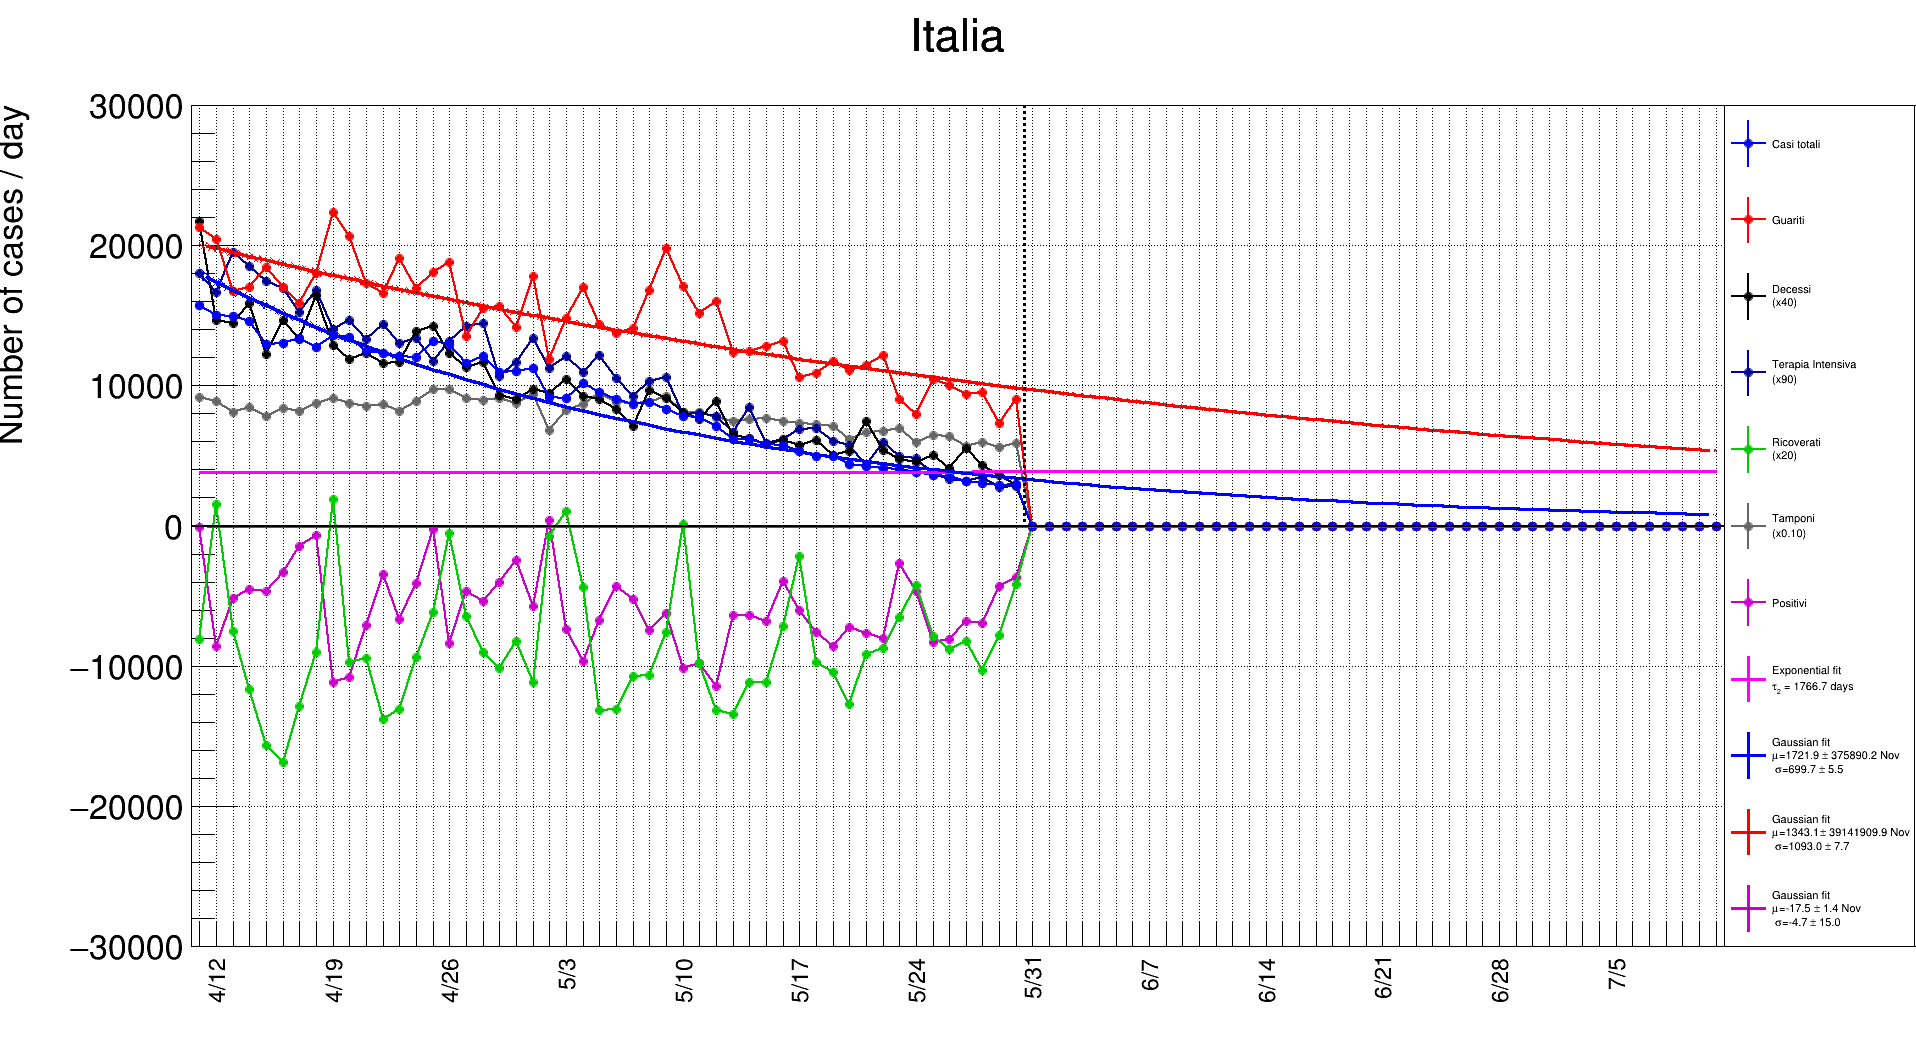 Italia
Number of cases / day
30000
20000
10000
0
−10000
−20000
−30000
4/12
4/19
4/26
5/3
5/10
5/17
5/24
5/31
6/7
6/14
6/21
6/28
7/5
Casi totali
Guariti
Decessi
(x40)
Terapia Intensiva
(x90)
Ricoverati
(x20)
Tamponi
(x0.10)
Positivi
Exponential fit
τ₂ = 1766.7 days
Gaussian fit
μ=1721.9 ± 375890.2 Nov
σ=699.7 ± 5.5
Gaussian fit
μ=1343.1 ± 39141909.9 Nov
σ=1093.0 ± 7.7
Gaussian fit
μ=-17.5 ± 1.4 Nov
σ=-4.7 ± 15.0